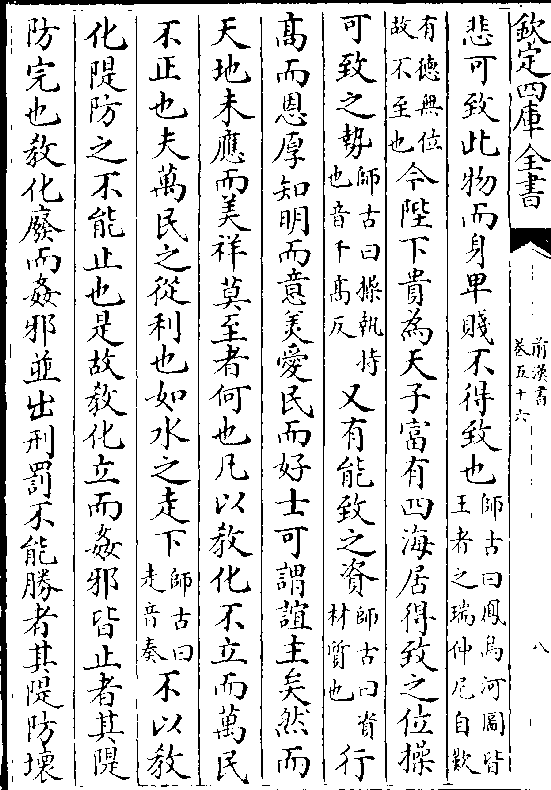 欽定四庫全書
前漢書
卷五十六
八
悲可致此物而身卑賤不得致也師古曰鳳鳥河圖皆王者之瑞仲尼自歎
有德無位故不至也今陛下貴為天子富有四海居得致之位操
可致之勢師古曰操執持也音千高反又有能致之資師古曰資材質也行
高而恩厚知明而意美愛民而好士可謂誼主矣然而
天地未應而美祥莫至者何也凡以教化不立而萬民
不正也夫萬民之從利也如水之走下師古曰走音奏不以教
化隄防之不能止也是故教化立而姦邪皆止者其隄
防完也教化廢而姦邪並出刑罰不能勝者其隄防壞